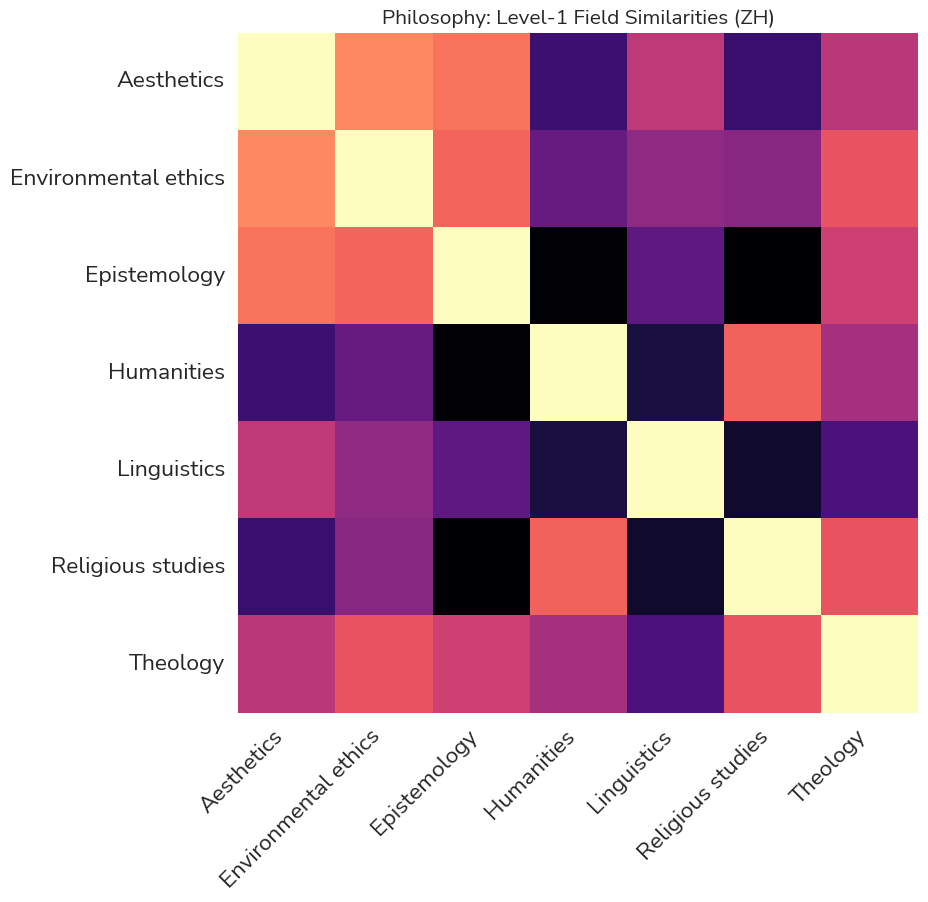 Philosophy: Level-1 Field Similarities (ZH)
Aesthetics
Environmental ethics
Epistemology
Humanities
Linguistics
Religious studies
Theology
Aesthetics
Environmental ethics
Epistemology
Humanities
Linguistics
Religious studies
Theology